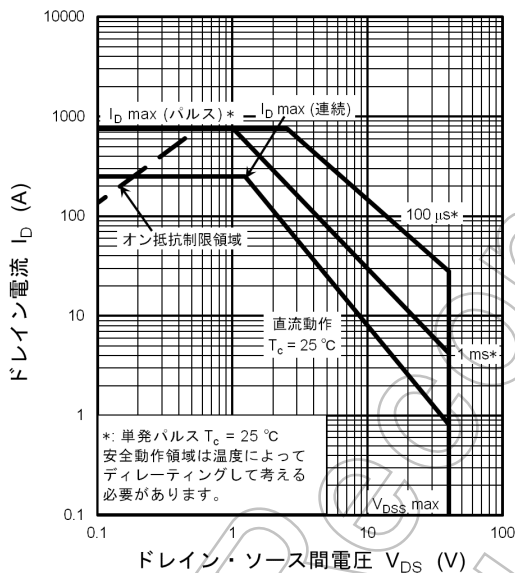 10000
1000
100
10
1
0.1
ドレイン電流 I_D (A)
I_D max (パルス) *
I_D max (連続)
オン抵抗制限領域
100 μs*
直流動作
T_c = 25 °C
1 ms*
*: 単発パルス T_c = 25 °C
安全動作領域は温度によって
ディレーティングして考える
必要があります。
V_DSS max
0.1
1
10
100
ドレイン・ソース間電圧 V_DS (V)